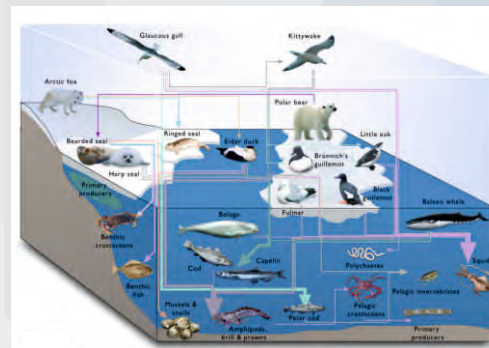 Glaucous gull
Kittywake
Arctic fox
Polar bear
Ringed seal
Little auk
Bearded seal
Eider duck
Brünnich's
guillemot
Harp seal
Black
guillemot
Primary
producers
Fulmar
Baleen whale
Beluga
Benthic
crustaceans
Cod
Capelin
Polychaetes
Squid
Benthic
fish
Pelagic invertebrates
Mussels &
snails
Pelagic
crustaceans
Amphipods,
krill & prawns
Polar cod
Primary
producers